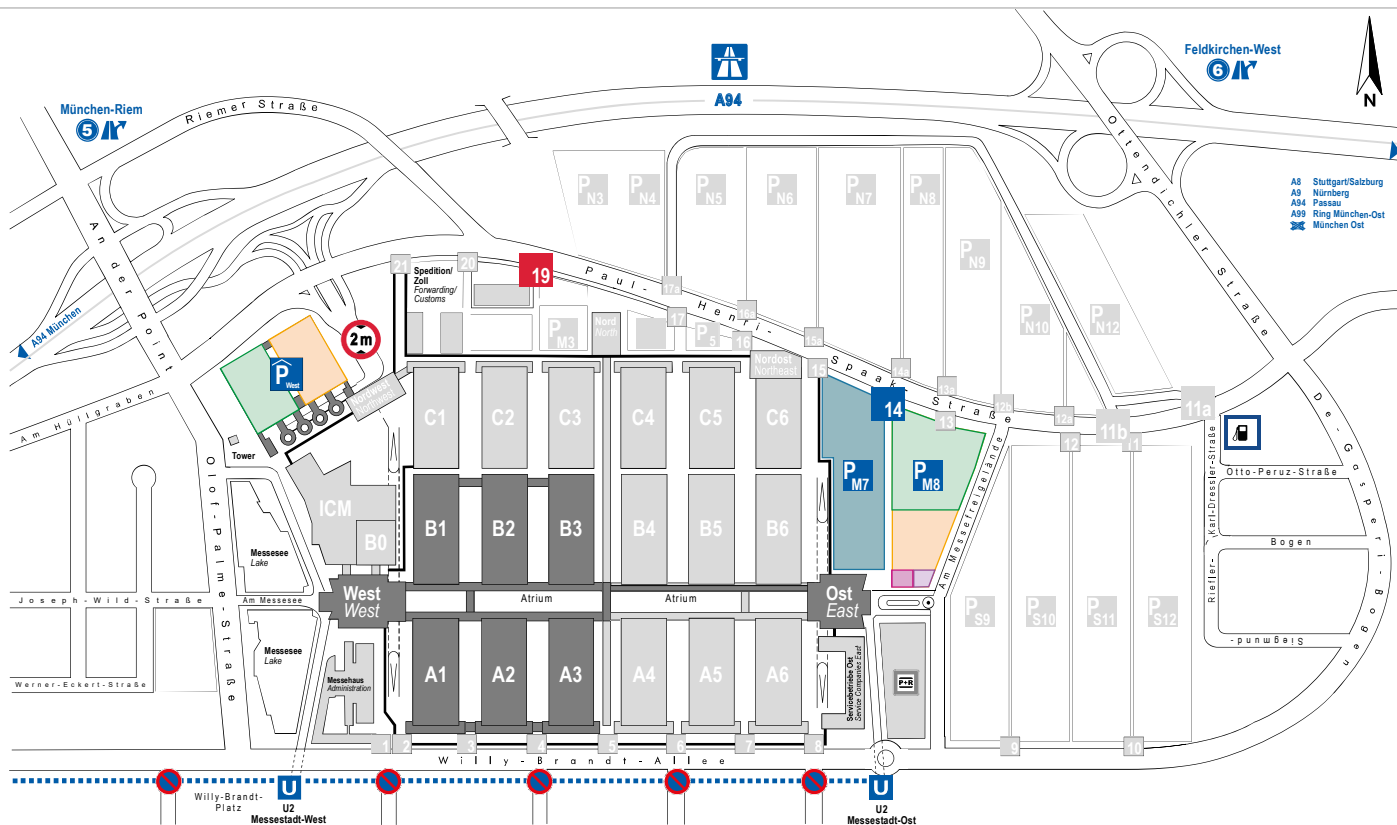 Feldkirchen-West
6
A94
N
München-Riem
5
Riemer Straße
Ottendichler Straße
A8 Stuttgart/Salzburg
A9 Nürnberg
A94 Passau
A99 Ring München-Ost
München Ost
P N3
P N4
P N5
P N6
P N7
P N8
P N9
P N10
P N12
An der Point
A94 München
Am Hüllgraben
21
20
19
Spedition/
Zoll
Forwarding/
Customs
Paul-Henri-Spaak-Straße
17a
17
16a
16
15a
15
14a
14
13a
13
12b
12a
12
11b
11
11a
2m
P West
P M3
Nord
North
P 5
Nordost
Northeast
Nordwest
Northwest
Tower
C1
C2
C3
C4
C5
C6
P M7
P M8
Am Messefreigelände
Karl-Dressler-Straße
Otto-Peruz-Straße
De-Gasperi-Bogen
Olof-Palme-Straße
ICM
B0
B1
B2
B3
B4
B5
B6
Messesee
Lake
Bogen
Riefler-
Sigmund-
Joseph-Wild-Straße
Am Messesee
West
West
Atrium
Atrium
Ost
East
P S9
P S10
P S11
P S12
Messesee
Lake
Werner-Eckert-Straße
Messehaus
Administration
A1
A2
A3
A4
A5
A6
Servicebetriebe Ost
Service Companies East
P+R
1
2
3
4
5
6
7
8
9
10
Willy-Brandt-Allee
Willy-Brandt-
Platz
U
U2
Messestadt-West
U
U2
Messestadt-Ost